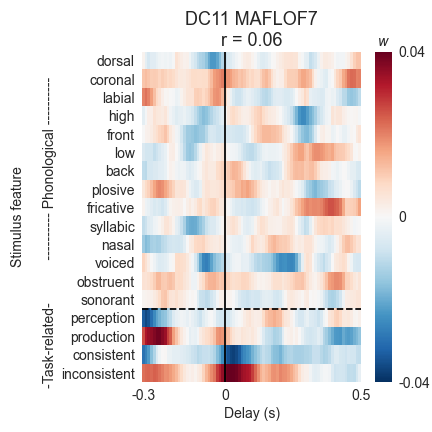 DC11 MAFLOF7
r = 0.06
w
Stimulus feature
---------- Phonological ----------
-Task-related-
dorsal
coronal
labial
high
front
low
back
plosive
fricative
syllabic
nasal
voiced
obstruent
sonorant
perception
production
consistent
inconsistent
0.04
0
-0.04
-0.3
0
0.5
Delay (s)